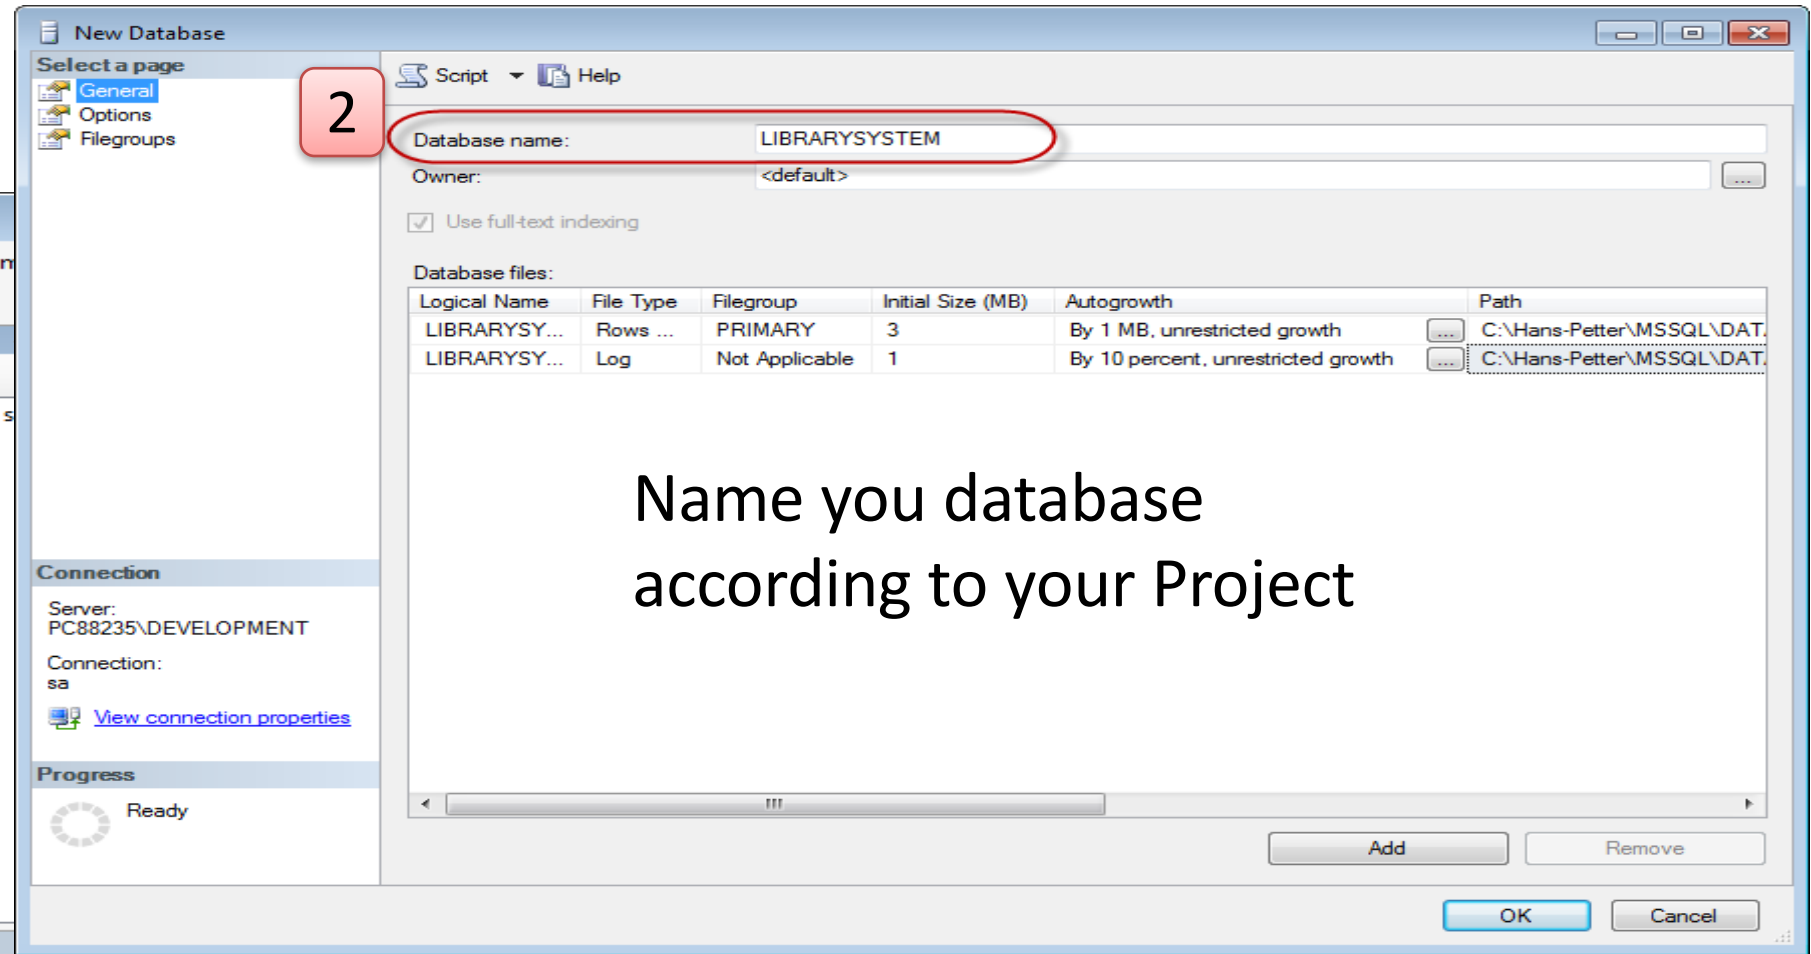 New Database
Select a page
General
Options
Filegroups
2
Script Help
Database name: LIBRARYSYSTEM
Owner: <default> ...
Use full-text indexing
Database files:
Logical Name File Type Filegroup Initial Size (MB) Autogrowth Path
LIBRARYSY... Rows ... PRIMARY 3 By 1 MB, unrestricted growth ... C:\Hans-Petter\MSSQL\DAT
LIBRARYSY... Log Not Applicable 1 By 10 percent, unrestricted growth ... C:\Hans-Petter\MSSQL\DAT
Name you database
according to your Project
Connection
Server:
PC88235\DEVELOPMENT
Connection:
sa
View connection properties
Progress
Ready
Add Remove
OK Cancel